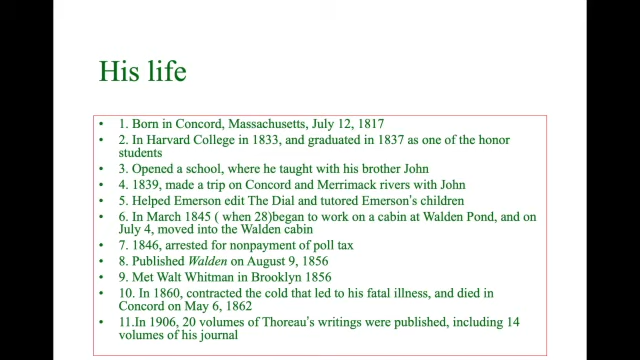 His life
• 1. Born in Concord, Massachusetts, July 12, 1817
• 2. In Harvard College in 1833, and graduated in 1837 as one of the honor
students
• 3. Opened a school, where he taught with his brother John
• 4. 1839, made a trip on Concord and Merrimack rivers with John
• 5. Helped Emerson edit The Dial and tutored Emerson's children
• 6. In March 1845 ( when 28)began to work on a cabin at Walden Pond, and on
July 4, moved into the Walden cabin
• 7. 1846, arrested for nonpayment of poll tax
• 8. Published Walden on August 9, 1856
• 9. Met Walt Whitman in Brooklyn 1856
• 10. In 1860, contracted the cold that led to his fatal illness, and died in
Concord on May 6, 1862
• 11.In 1906, 20 volumes of Thoreau's writings were published, including 14
volumes of his journal